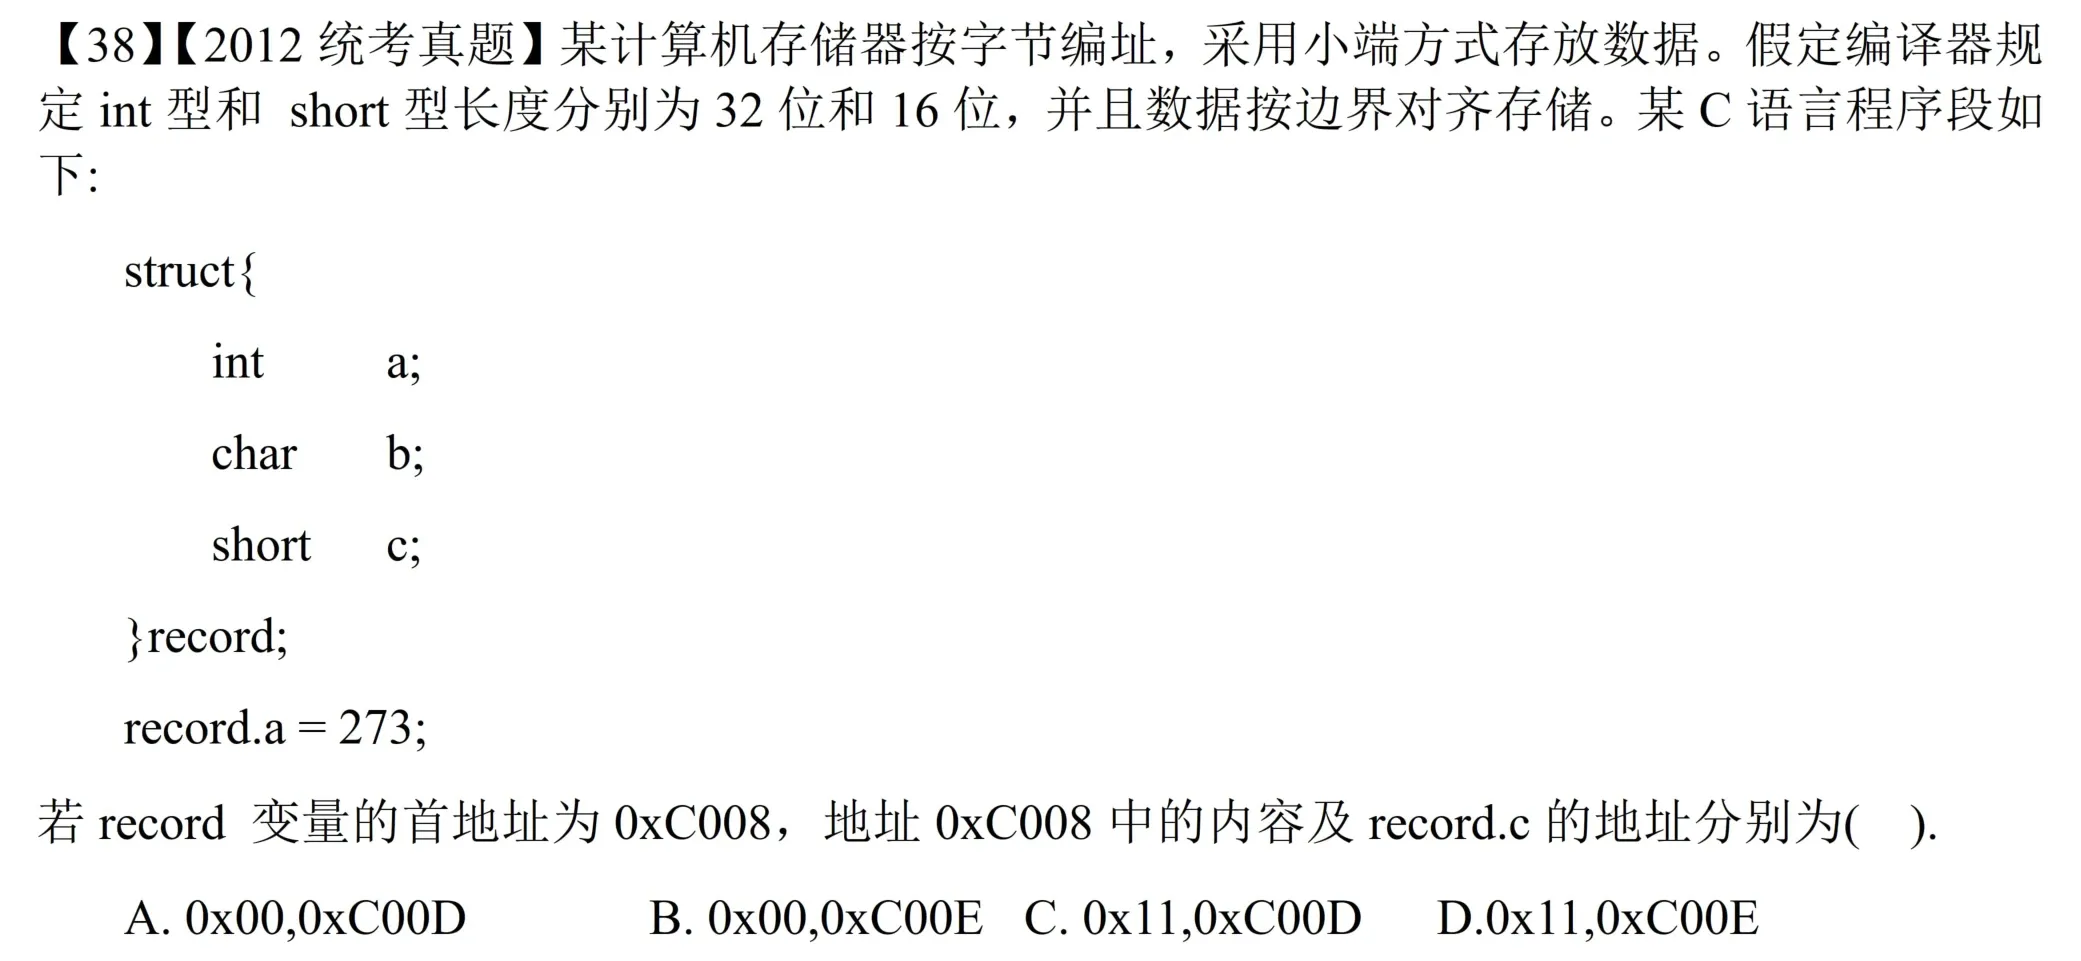 【38】【2012 统考真题】某计算机存储器按字节编址，采用小端方式存放数据。假定编译器规
定 int 型和 short 型长度分别为 32 位和 16 位，并且数据按边界对齐存储。某 C 语言程序段如
下：
struct{
int a;
char b;
short c;
}record;
record.a = 273;
若 record 变量的首地址为 0xC008，地址 0xC008 中的内容及 record.c 的地址分别为( ).
A. 0x00,0xC00D B. 0x00,0xC00E C. 0x11,0xC00D D.0x11,0xC00E